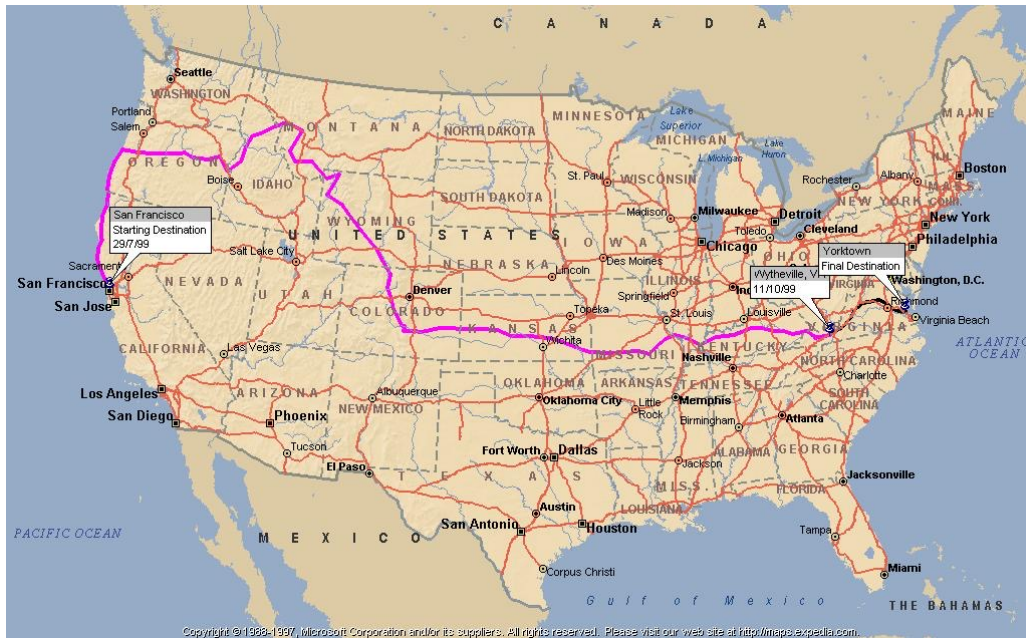 C A N A D A
Seattle
WASHINGTON
Portland
Salem
OREGON
MONTANA
NORTH DAKOTA
MINNESOTA
Lake
Superior
MICHIGAN
Lake
Huron
L. Michigan
MAINE
Boise
IDAHO
SOUTH DAKOTA
St. Paul
WISCONSIN
Rochester
Albany
Boston
MASS.
CONN.
NEW YORK
New York
WYOMING
UNITED STATES
Madison
Milwaukee
Detroit
Toledo
Cleveland
Chicago
Philadelphia
San Francisco
Starting Destination
29/7/99
Salt Lake City
NEBRASKA
IOWA
Des Moines
Lincoln
OHIO
Yorktown
Final Destination
Wytheville, V
11/10/99
Washington, D.C.
VIRGINIA
Sacrament
San Francisco
San Jose
NEVADA
UTAH
Denver
COLORADO
KANSAS
Topeka
ILLINOIS
Springfield
St. Louis
Ind
Louisville
Richmond
Virginia Beach
VIRGINIA
Wichita
MISSOURI
KENTUCKY
Nashville
ATLANTIC
OCEAN
CALIFORNIA
Las Vegas
NORTH CAROLINA
Charlotte
Los Angeles
ARIZONA
Albuquerque
NEW MEXICO
OKLAHOMA
Oklahoma City
ARKANSAS
Little
Rock
TENNESSEE
Memphis
SOUTH
CAROLINA
San Diego
Phoenix
Birmingham
Atlanta
Tucson
El Paso
Fort Worth
Dallas
Jackson
ALABAMA
GEORGIA
TEXAS
MISS.
Jacksonville
LOUISIANA
FLORIDA
Austin
San Antonio
Houston
Tampa
PACIFIC OCEAN
MEXICO
Corpus Christi
Miami
Gulf of Mexico
THE BAHAMAS
Copyright © 1988-1997, Microsoft Corporation and/or its suppliers. All rights reserved. Please visit our web site at http://maps.expedia.com.